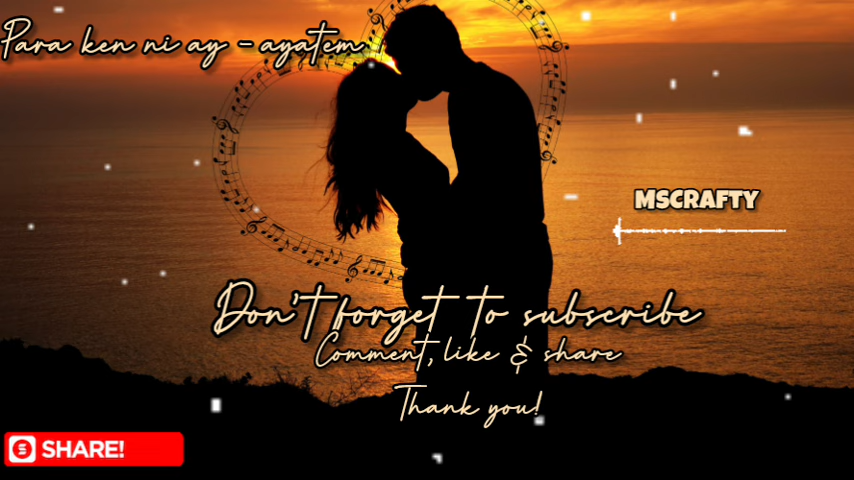 Para ken ni ay - ayatem
MSCRAFTY
Don't forget to subscribe
Comment, like & share
Thank you!
SHARE!